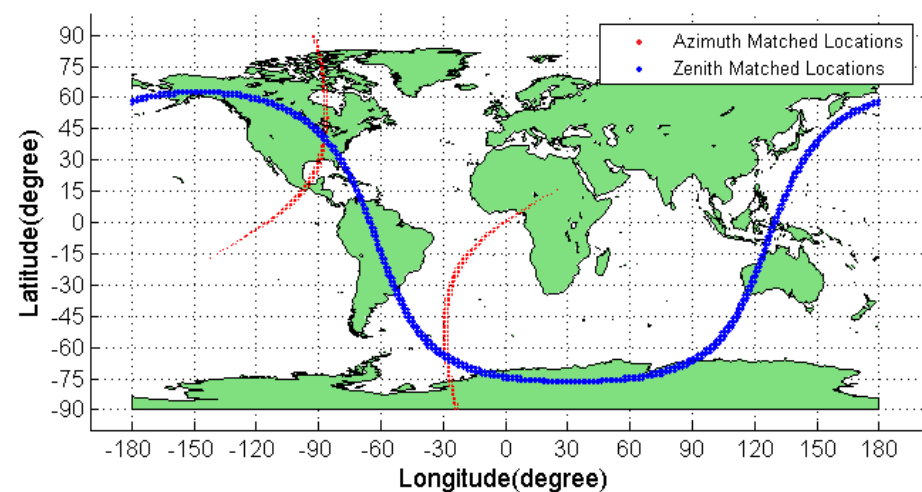 Azimuth Matched Locations
Zenith Matched Locations
Latitude(degree)
90
75
60
45
30
15
0
-15
-30
-45
-60
-75
-90
-180 -150 -120 -90 -60 -30 0 30 60 90 120 150 180
Longitude(degree)